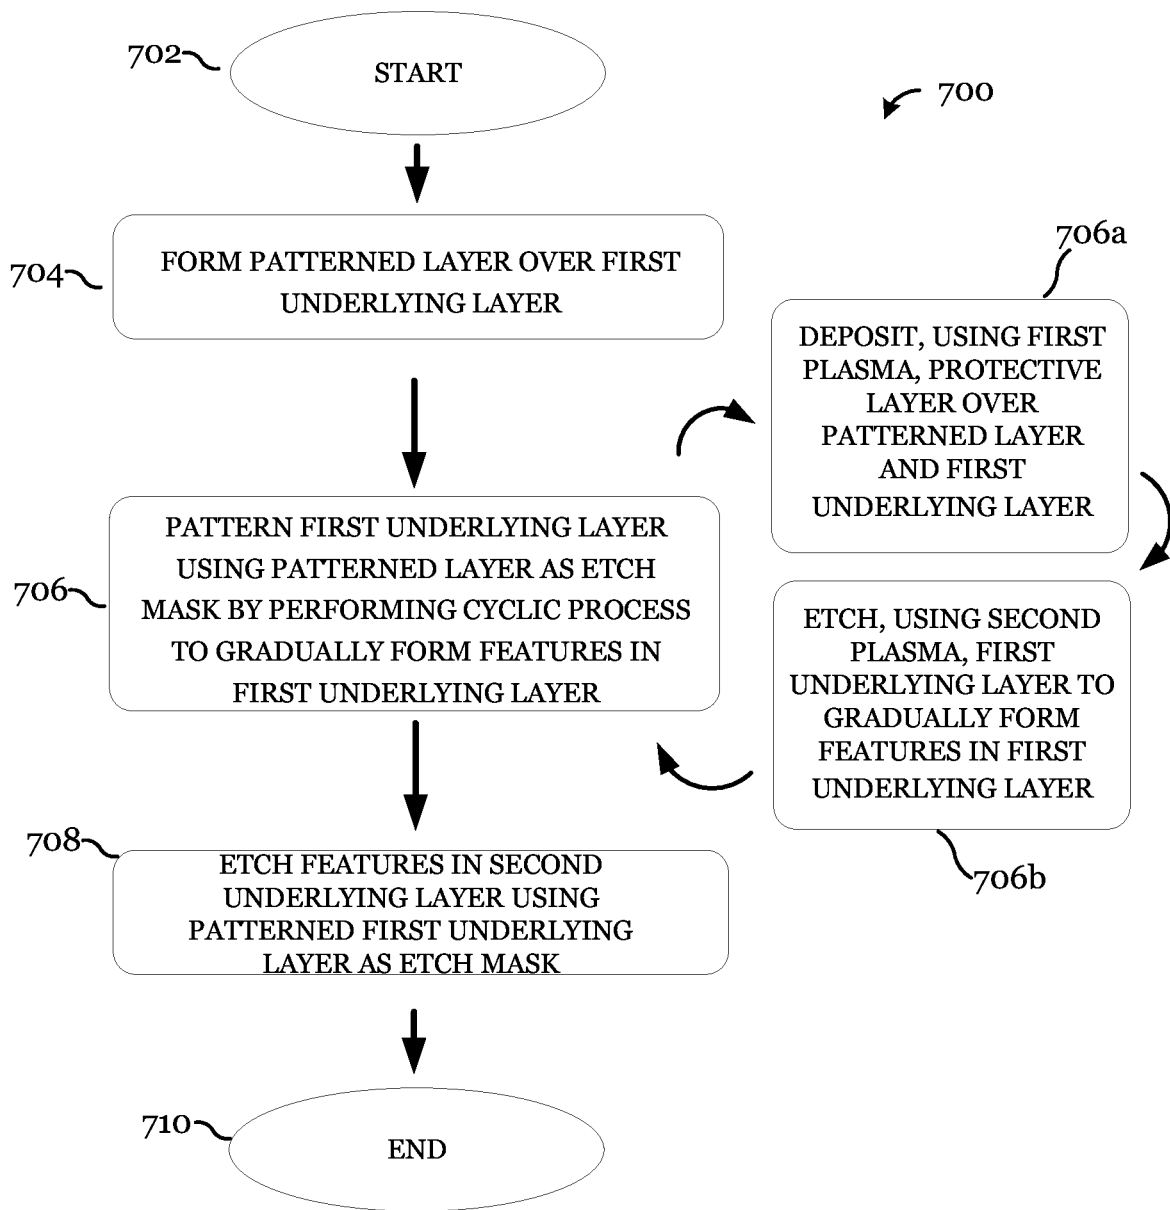 702
START
700
704
FORM PATTERNED LAYER OVER FIRST
UNDERLYING LAYER
706a
DEPOSIT, USING FIRST
PLASMA, PROTECTIVE
LAYER OVER
PATTERNED LAYER
AND FIRST
UNDERLYING LAYER
706
PATTERN FIRST UNDERLYING LAYER
USING PATTERNED LAYER AS ETCH
MASK BY PERFORMING CYCLIC PROCESS
TO GRADUALLY FORM FEATURES IN
FIRST UNDERLYING LAYER
ETCH, USING SECOND
PLASMA, FIRST
UNDERLYING LAYER TO
GRADUALLY FORM
FEATURES IN FIRST
UNDERLYING LAYER
706b
708
ETCH FEATURES IN SECOND
UNDERLYING LAYER USING
PATTERNED FIRST UNDERLYING
LAYER AS ETCH MASK
710
END